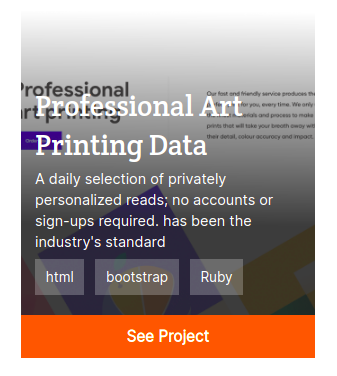 Professional
art printing
Our fast and friendly service produces the
for you, every time. We only
materials and process to make
prints that will take your breath away with
their detail, colour accuracy and impact.
Professional Art
Printing Data
A daily selection of privately
personalized reads; no accounts or
sign-ups required. has been the
industry's standard
html
bootstrap
Ruby
See Project